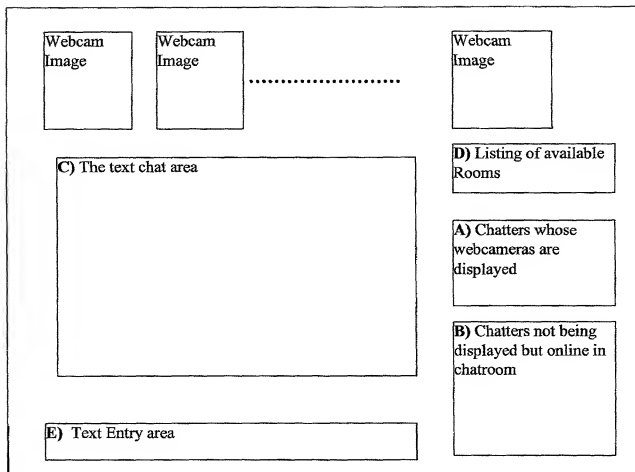 Webcam
Image
Webcam
Image
Webcam
Image
D) Listing of available
Rooms
C) The text chat area
A) Chatters whose
webcameras are
displayed
B) Chatters not being
displayed but online in
chatroom
E) Text Entry area